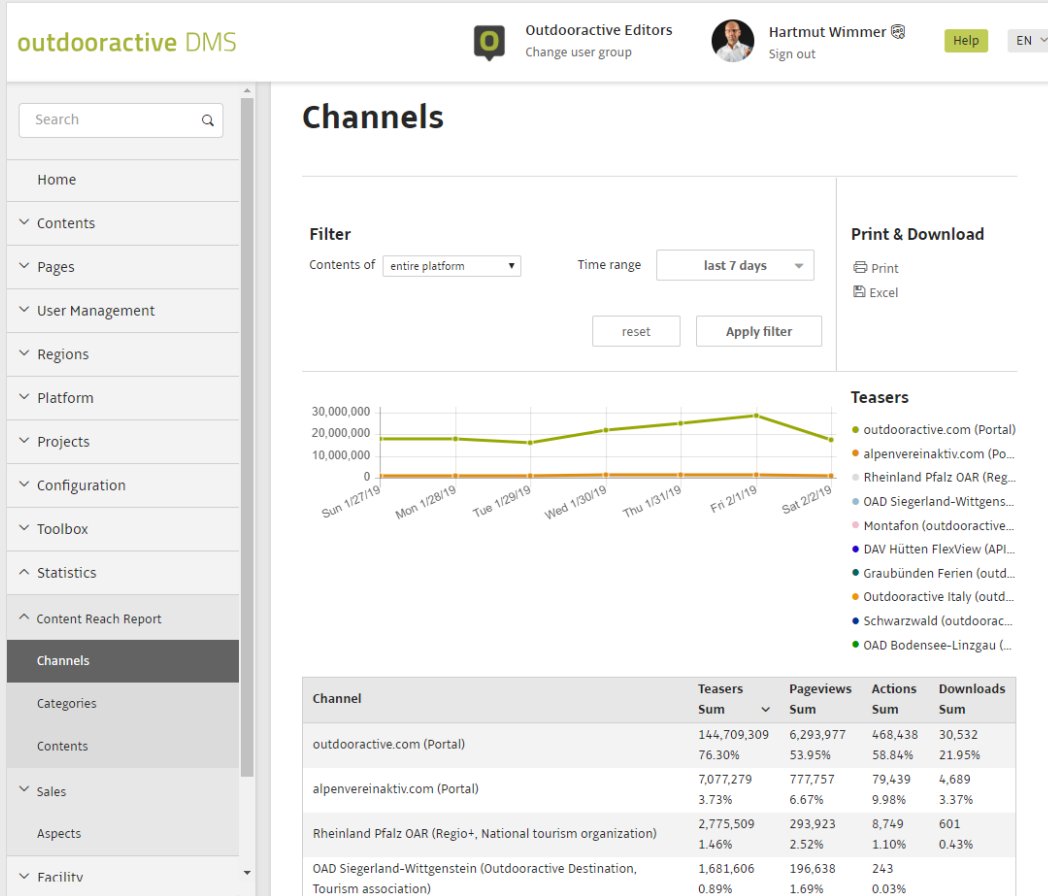 outdooractive DMS
Outdooractive Editors
Change user group
Hartmut Wimmer
Sign out
Help
EN
Search
Home
Contents
Pages
User Management
Regions
Platform
Projects
Configuration
Toolbox
Statistics
Content Reach Report
Channels
Categories
Contents
Sales
Aspects
Facility
Channels
Filter
Contents of entire platform
Time range last 7 days
reset
Apply filter
Print & Download
Print
Excel
30,000,000
20,000,000
10,000,000
0
Sun 1/27/19
Mon 1/28/19
Tue 1/29/19
Wed 1/30/19
Thu 1/31/19
Fri 2/1/19
Sat 2/2/19
Teasers
outdooractive.com (Portal)
alpenvereinaktiv.com (Po...
Rheinland Pfalz OAR (Reg...
OAD Siegerland-Wittgens...
Montafon (outdooractive...
DAV Hütten FlexView (API...
Graubünden Ferien (outd...
Outdooractive Italy (outd...
Schwarzwald (outdoorac...
OAD Bodensee-Linzgau (...
Channel Teasers Pageviews Actions Downloads
Sum Sum Sum Sum
outdooractive.com (Portal) 144,709,309 6,293,977 468,438 30,532
76.30% 53.95% 58.84% 21.95%
alpenvereinaktiv.com (Portal) 7,077,279 777,757 79,439 4,689
3.73% 6.67% 9.98% 3.37%
Rheinland Pfalz OAR (Regio+, National tourism organization) 2,775,509 293,923 8,749 601
1.46% 2.52% 1.10% 0.43%
OAD Siegerland-Wittgenstein (Outdooractive Destination, 1,681,606 196,638 243
Tourism association) 0.89% 1.69% 0.03%